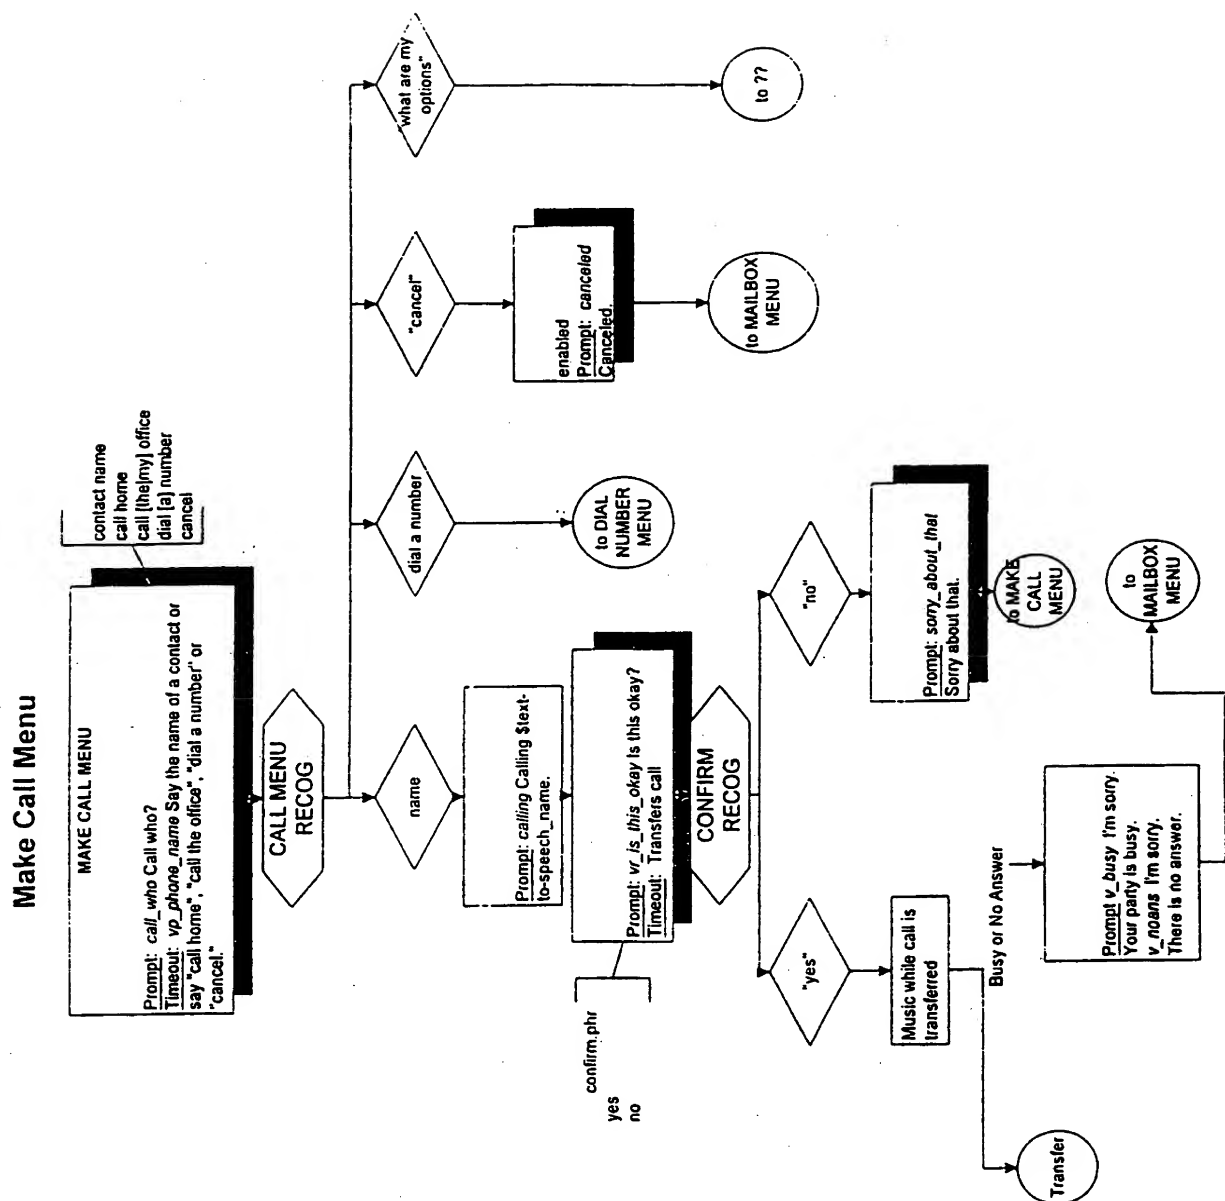 Make Call Menu
MAKE CALL MENU
Prompt: call_who Call who?
Timeout: vp_phone_name Say the name of a contact or
say "call home", "call the office", "dial a number" or
"cancel."
contact name
call home
call [the|my] office
dial [a] number
cancel
CALL MENU
RECOG
name
dial a number
"cancel"
"what are my
options"
Prompt: calling Calling $text-
to-speech_name.
to DIAL
NUMBER
MENU
enabled
Prompt: canceled
Canceled.
to ??
confirm.phr
yes
no
Prompt: vr_is_this_okay Is this okay?
Timeout: Transfers call
to MAILBOX
MENU
CONFIRM
RECOG
"yes"
"no"
Music while call is
transferred
Prompt: sorry_about_that
Sorry about that.
Busy or No Answer
to MAKE
CALL
MENU
Transfer
Prompt v_busy I'm sorry.
Your party is busy.
v_noans I'm sorry.
There is no answer.
to
MAILBOX
MENU